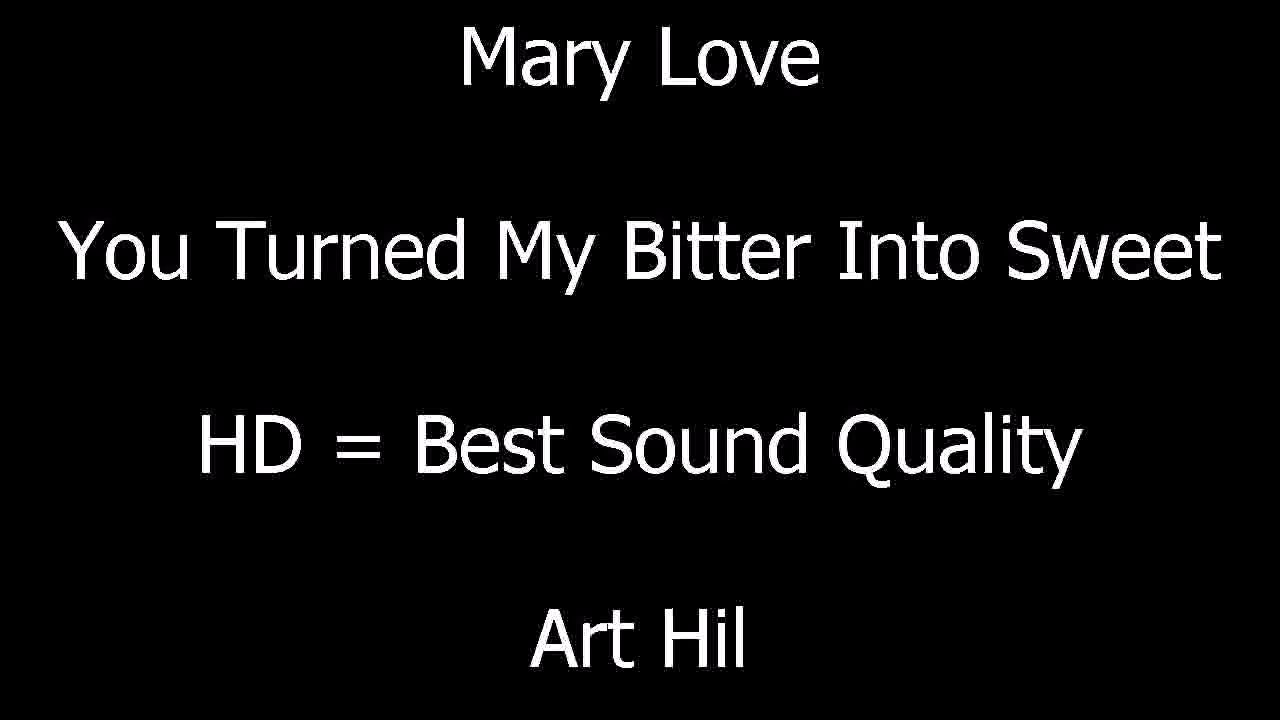 Mary Love
You Turned My Bitter Into Sweet
HD = Best Sound Quality
Art Hil